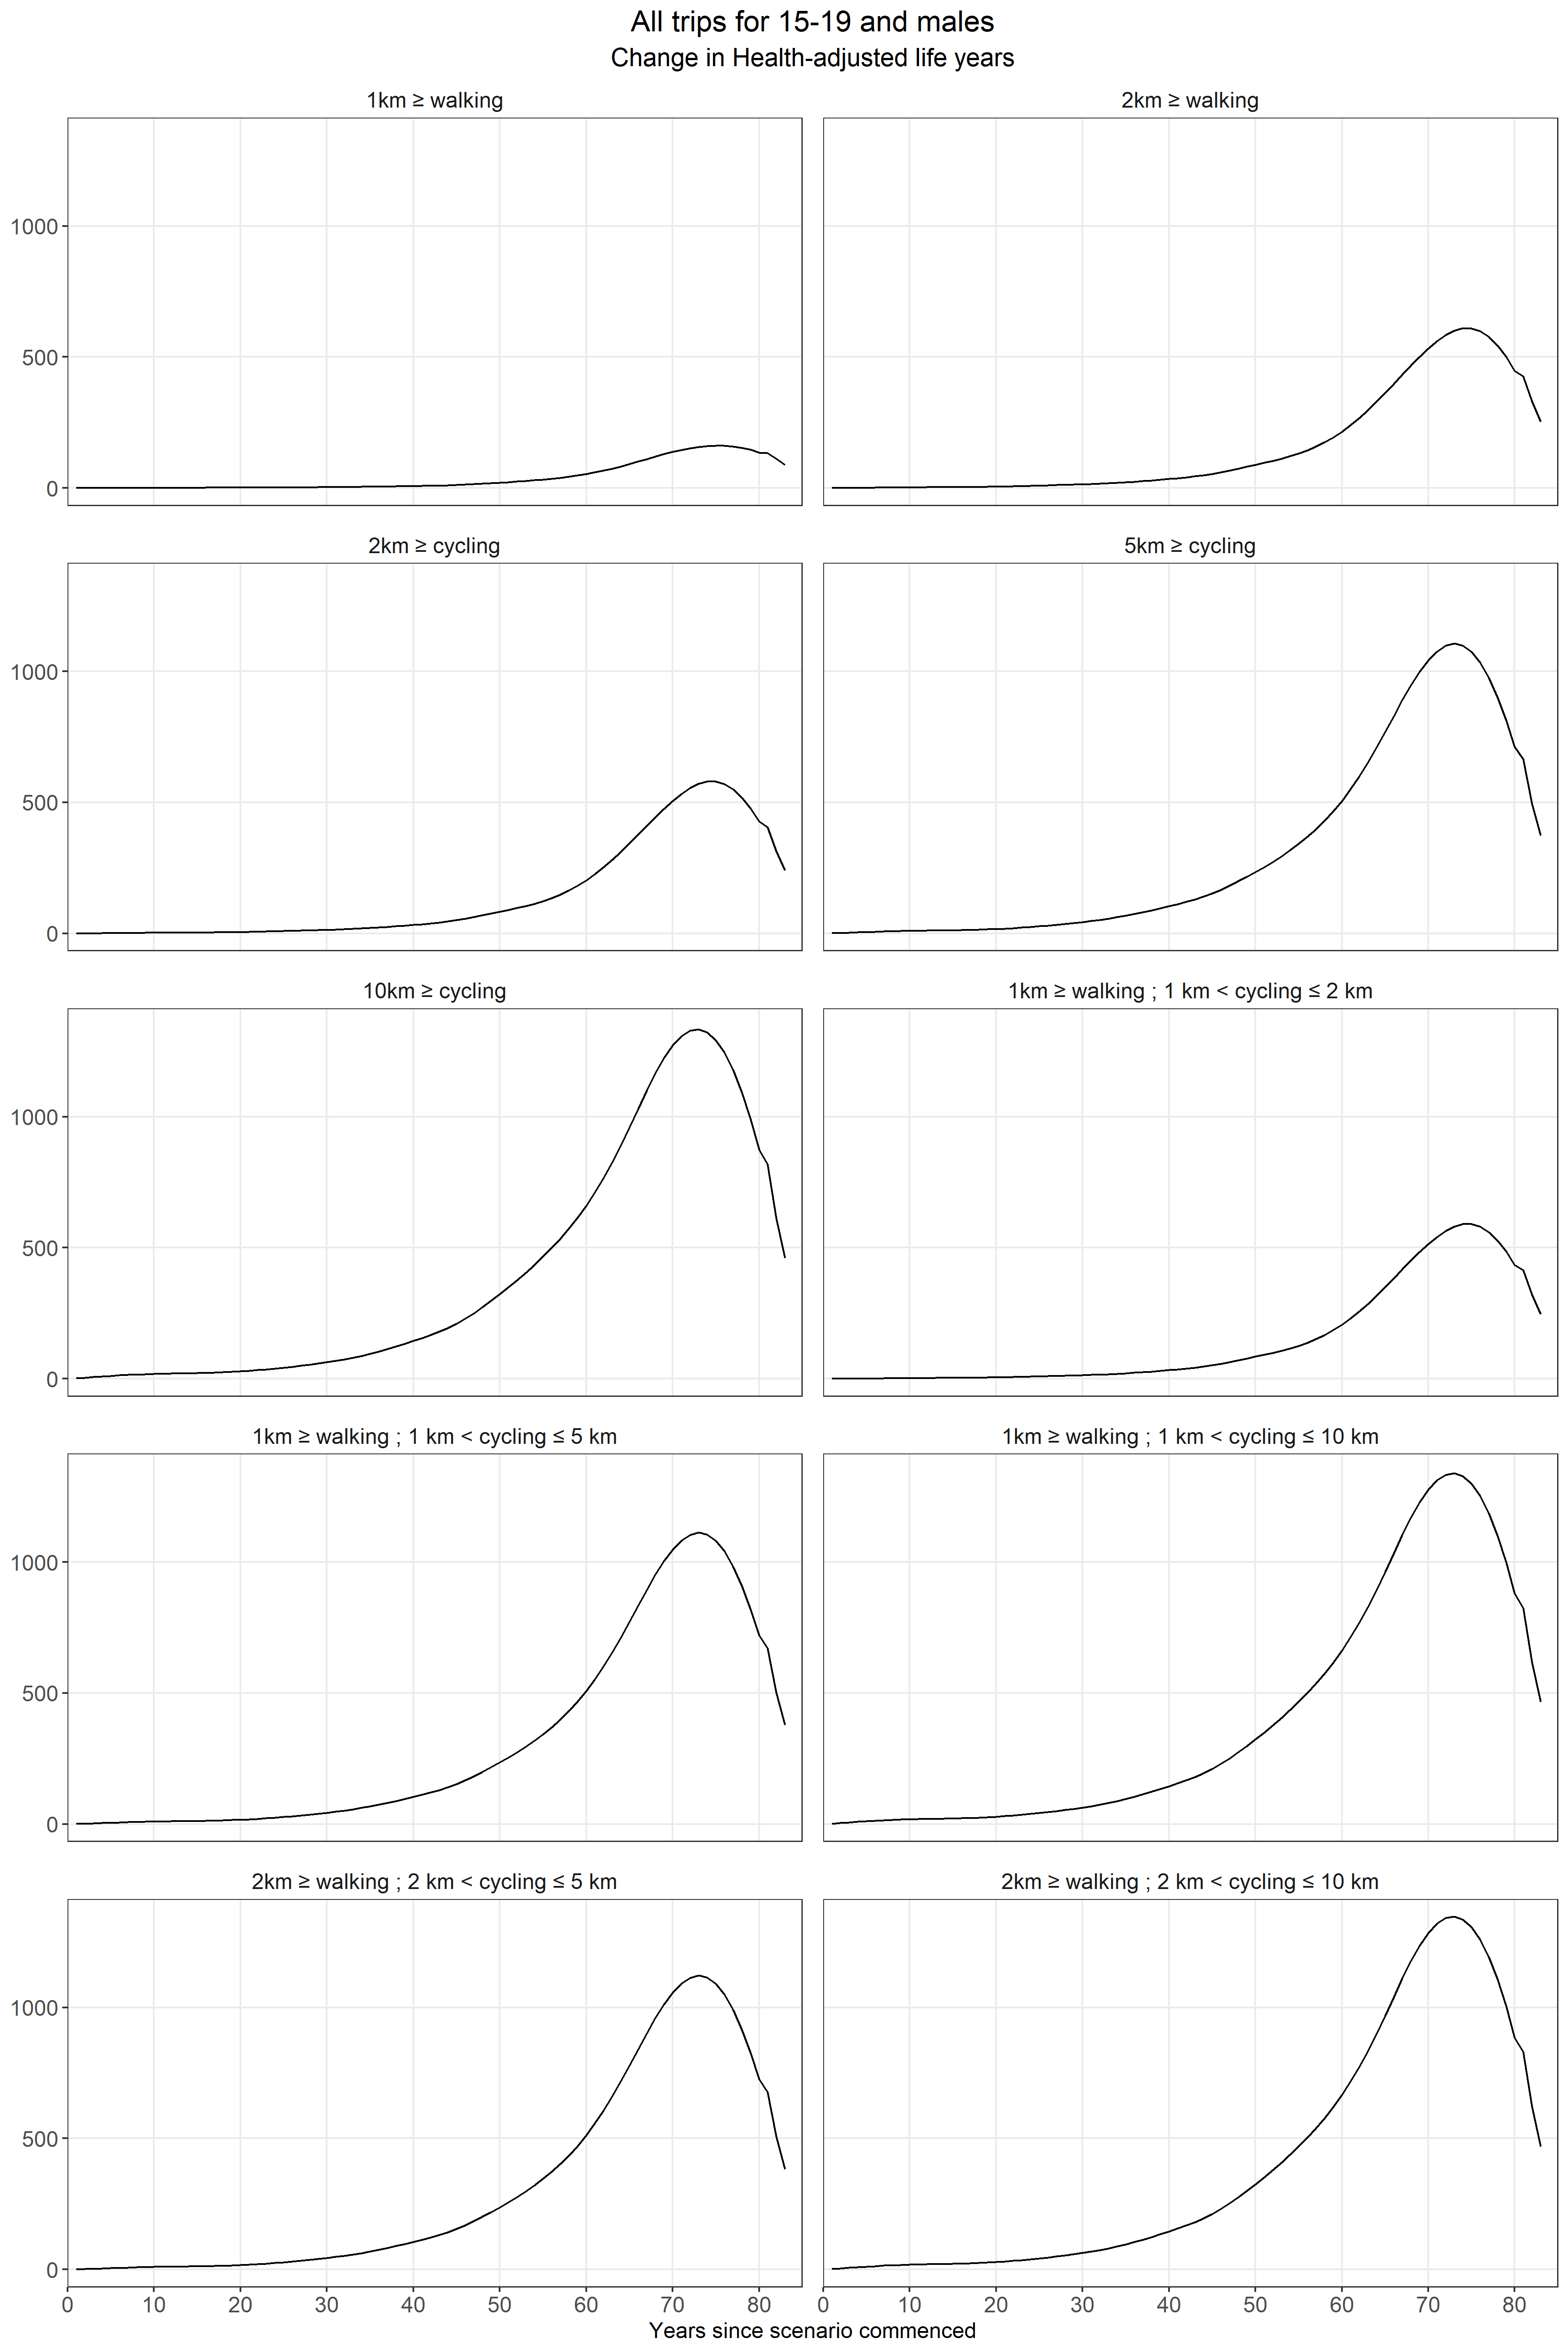 All trips for 15-19 and males
Change in Health-adjusted life years
1km ≥ walking
2km ≥ walking
1000
500
0
2km ≥ cycling
5km ≥ cycling
1000
500
0
10km ≥ cycling
1km ≥ walking ; 1 km < cycling ≤ 2 km
1000
500
0
1km ≥ walking ; 1 km < cycling ≤ 5 km
1km ≥ walking ; 1 km < cycling ≤ 10 km
1000
500
0
2km ≥ walking ; 2 km < cycling ≤ 5 km
2km ≥ walking ; 2 km < cycling ≤ 10 km
1000
500
0
0 10 20 30 40 50 60 70 80 0 10 20 30 40 50 60 70 80
Years since scenario commenced